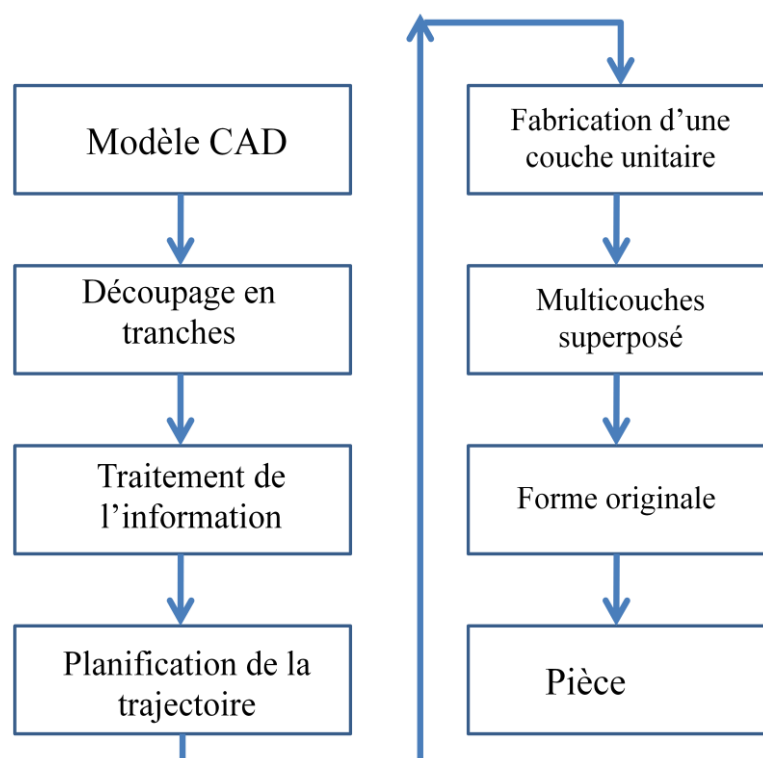 Modèle CAD
Découpage en
tranches
Traitement de
l’information
Planification de la
trajectoire
Fabrication d’une
couche unitaire
Multicouches
superposé
Forme originale
Pièce